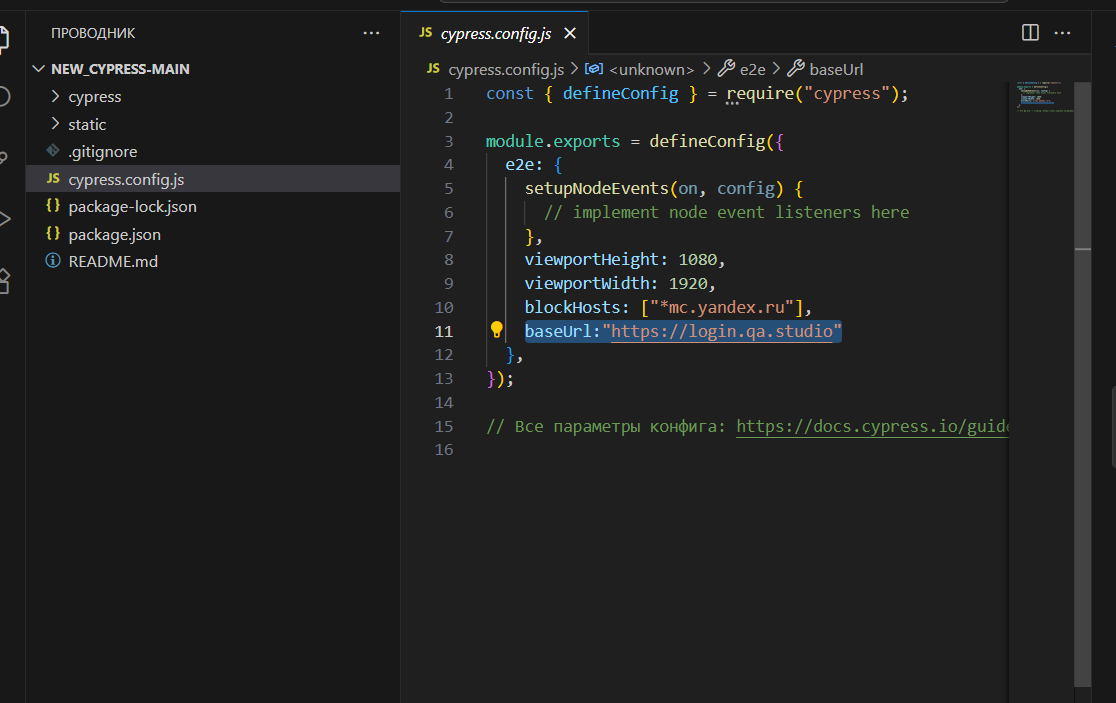 ПРОВОДНИК
NEW_CYPRESS-MAIN
cypress
static
.gitignore
JS cypress.config.js
{} package-lock.json
{} package.json
README.md
JS cypress.config.js
JS cypress.config.js > <unknown> > e2e > baseUrl
1 const { defineConfig } = require("cypress");
2
3 module.exports = defineConfig({
4 e2e: {
5 setupNodeEvents(on, config) {
6 // implement node event listeners here
7 },
8 viewportHeight: 1080,
9 viewportWidth: 1920,
10 blockHosts: ["*mc.yandex.ru"],
11 baseUrl:"https://login.qa.studio"
12 },
13 });
14
15 // Все параметры конфига: https://docs.cypress.io/guide
16